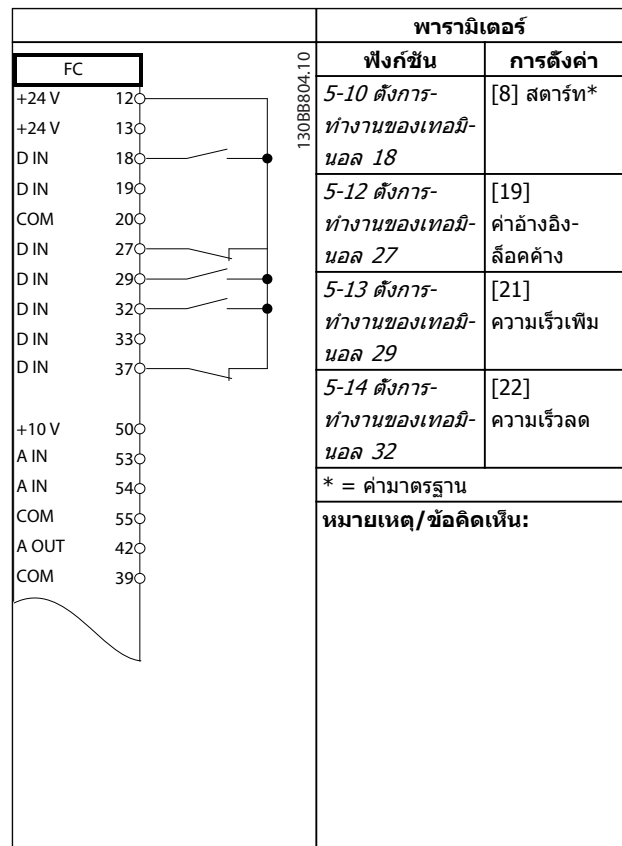 พารามิเตอร์
FC
+24 V 12
+24 V 13
D IN 18
D IN 19
COM 20
D IN 27
D IN 29
D IN 32
D IN 33
D IN 37
+10 V 50
A IN 53
A IN 54
COM 55
A OUT 42
COM 39
130BB804.10
ฟังก์ชัน การตั้งค่า
5-10 ตั้งการ- [8] สตาร์ท*
ทำงานของเทอมิ-
นอล 18
5-12 ตั้งการ- [19]
ทำงานของเทอมิ- ค่าอ้างอิง-
นอล 27 ล็อคค้าง
5-13 ตั้งการ- [21]
ทำงานของเทอมิ- ความเร็วเพิ่ม
นอล 29
5-14 ตั้งการ- [22]
ทำงานของเทอมิ- ความเร็วลด
นอล 32
* = ค่ามาตรฐาน
หมายเหตุ/ข้อคิดเห็น: